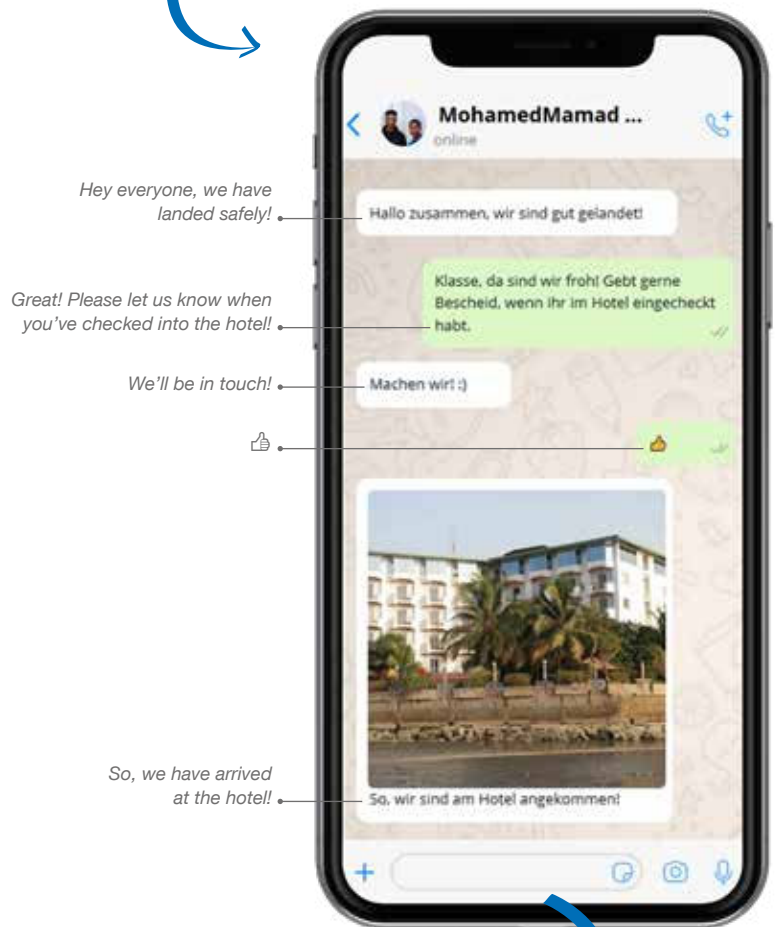 MohamedMamad ...
online
Hey everyone, we have
landed safely!
Hallo zusammen, wir sind gut gelandet!
Great! Please let us know when
you've checked into the hotel!
Klasse, da sind wir froh! Gebt gerne
Bescheid, wenn ihr im Hotel eingecheckt
habt.
We'll be in touch!
Machen wir! :)
👍
👍
So, we have arrived
at the hotel!
So, wir sind am Hotel angekommen!